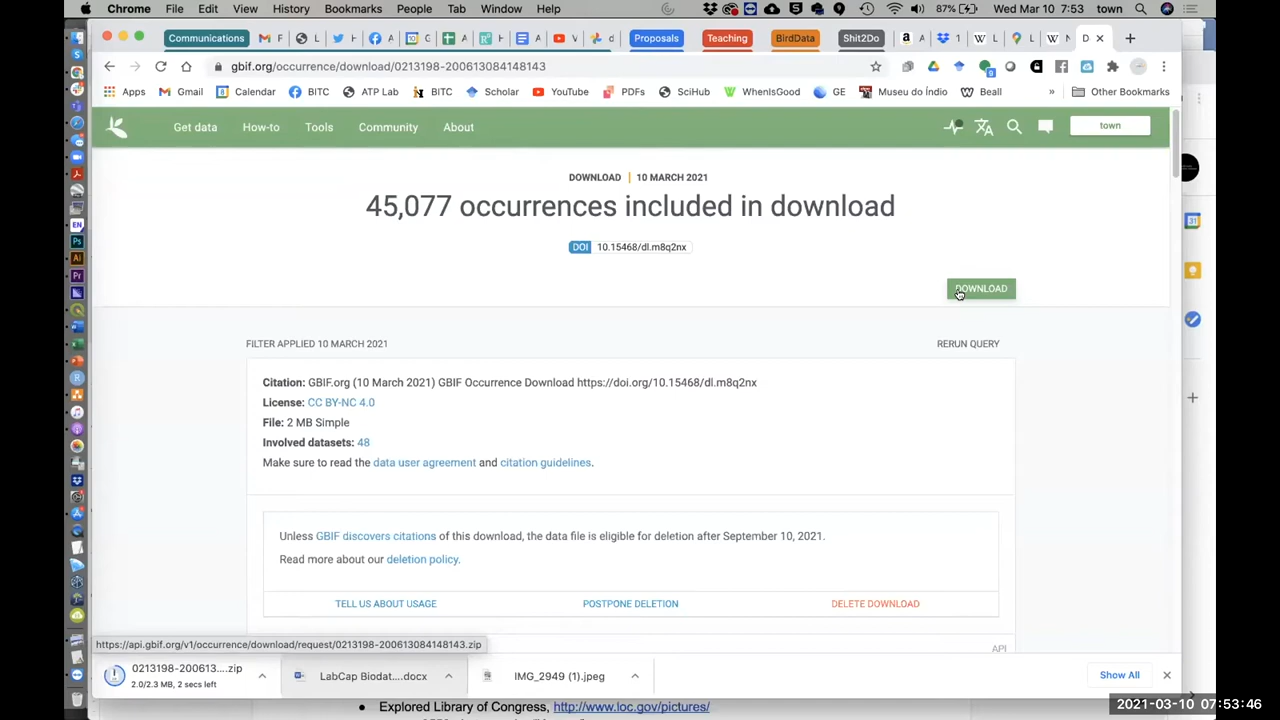 Chrome File Edit View History Bookmarks People Tab Window Help 87% Wed Mar 10 7:53 town
Communications Proposals Teaching BirdData Shit2Do
gbif.org/occurrence/download/0213198-200613084148143
Apps Gmail Calendar BITC ATP Lab BITC Scholar YouTube PDFs SciHub WhenIsGood GE Museu do Índio Beall » Other Bookmarks
Get data How-to Tools Community About town
DOWNLOAD | 10 MARCH 2021
45,077 occurrences included in download
DOI 10.15468/dl.m8q2nx
DOWNLOAD
FILTER APPLIED 10 MARCH 2021 RERUN QUERY
Citation: GBIF.org (10 March 2021) GBIF Occurrence Download https://doi.org/10.15468/dl.m8q2nx
License: CC BY-NC 4.0
File: 2 MB Simple
Involved datasets: 48
Make sure to read the data user agreement and citation guidelines.
Unless GBIF discovers citations of this download, the data file is eligible for deletion after September 10, 2021.
Read more about our deletion policy.
TELL US ABOUT USAGE POSTPONE DELETION DELETE DOWNLOAD
https://api.gbif.org/v1/occurrence/download/request/0213198-200613084148143.zip API
0213198-200613....zip LabCap Biodat....docx IMG_2949 (1).jpeg Show All
2.0/2.3 MB, 2 secs left
• Explored Library of Congress, http://www.loc.gov/pictures/
2021-03-10 07:53:46